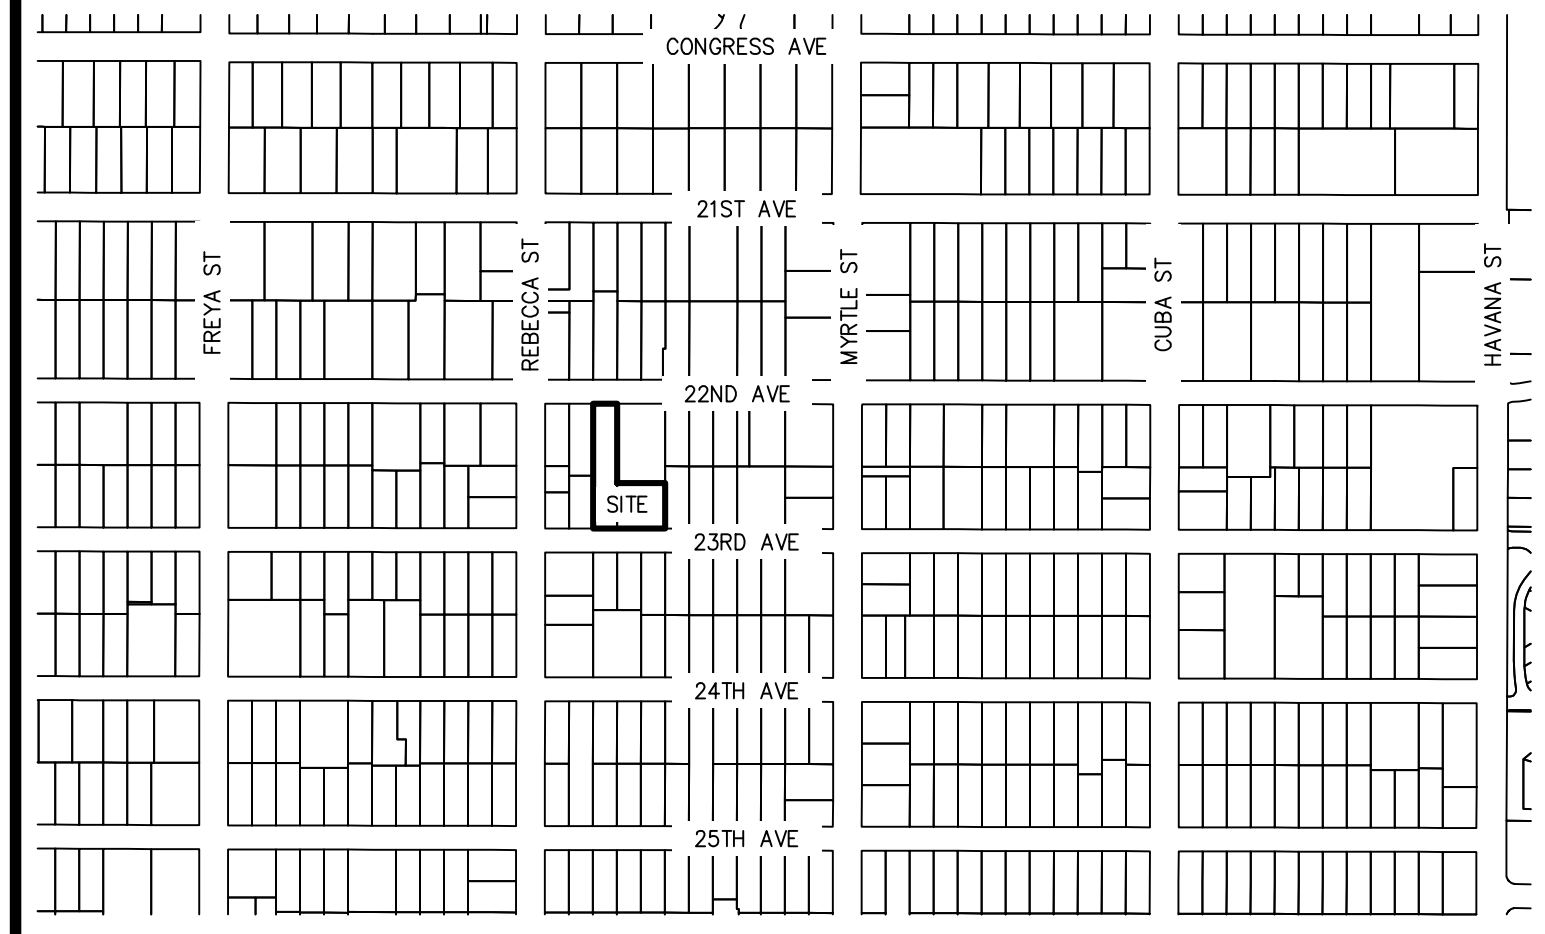 CONGRESS AVE
21ST AVE
FREYA ST
REBECCA ST
MYRTLE ST
CUBA ST
HAVANA ST
22ND AVE
SITE
23RD AVE
24TH AVE
25TH AVE